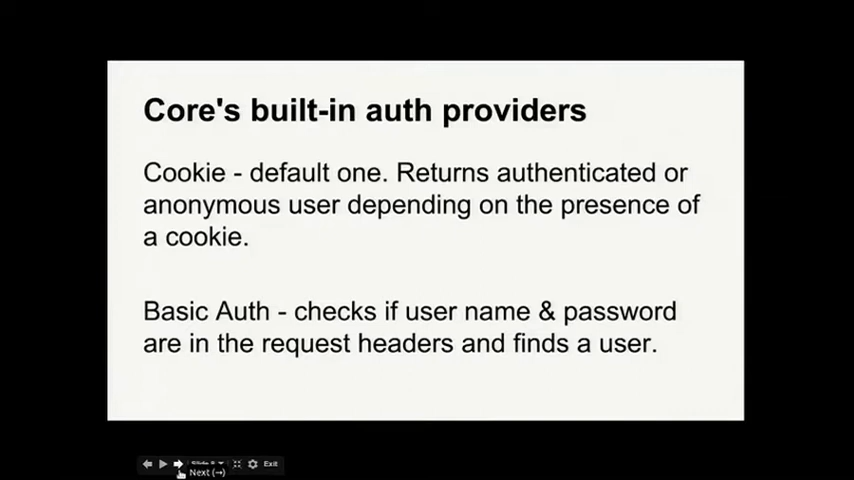 Core's built-in auth providers
Cookie - default one. Returns authenticated or
anonymous user depending on the presence of
a cookie.
Basic Auth - checks if user name & password
are in the request headers and finds a user.
Exit
Next (→)